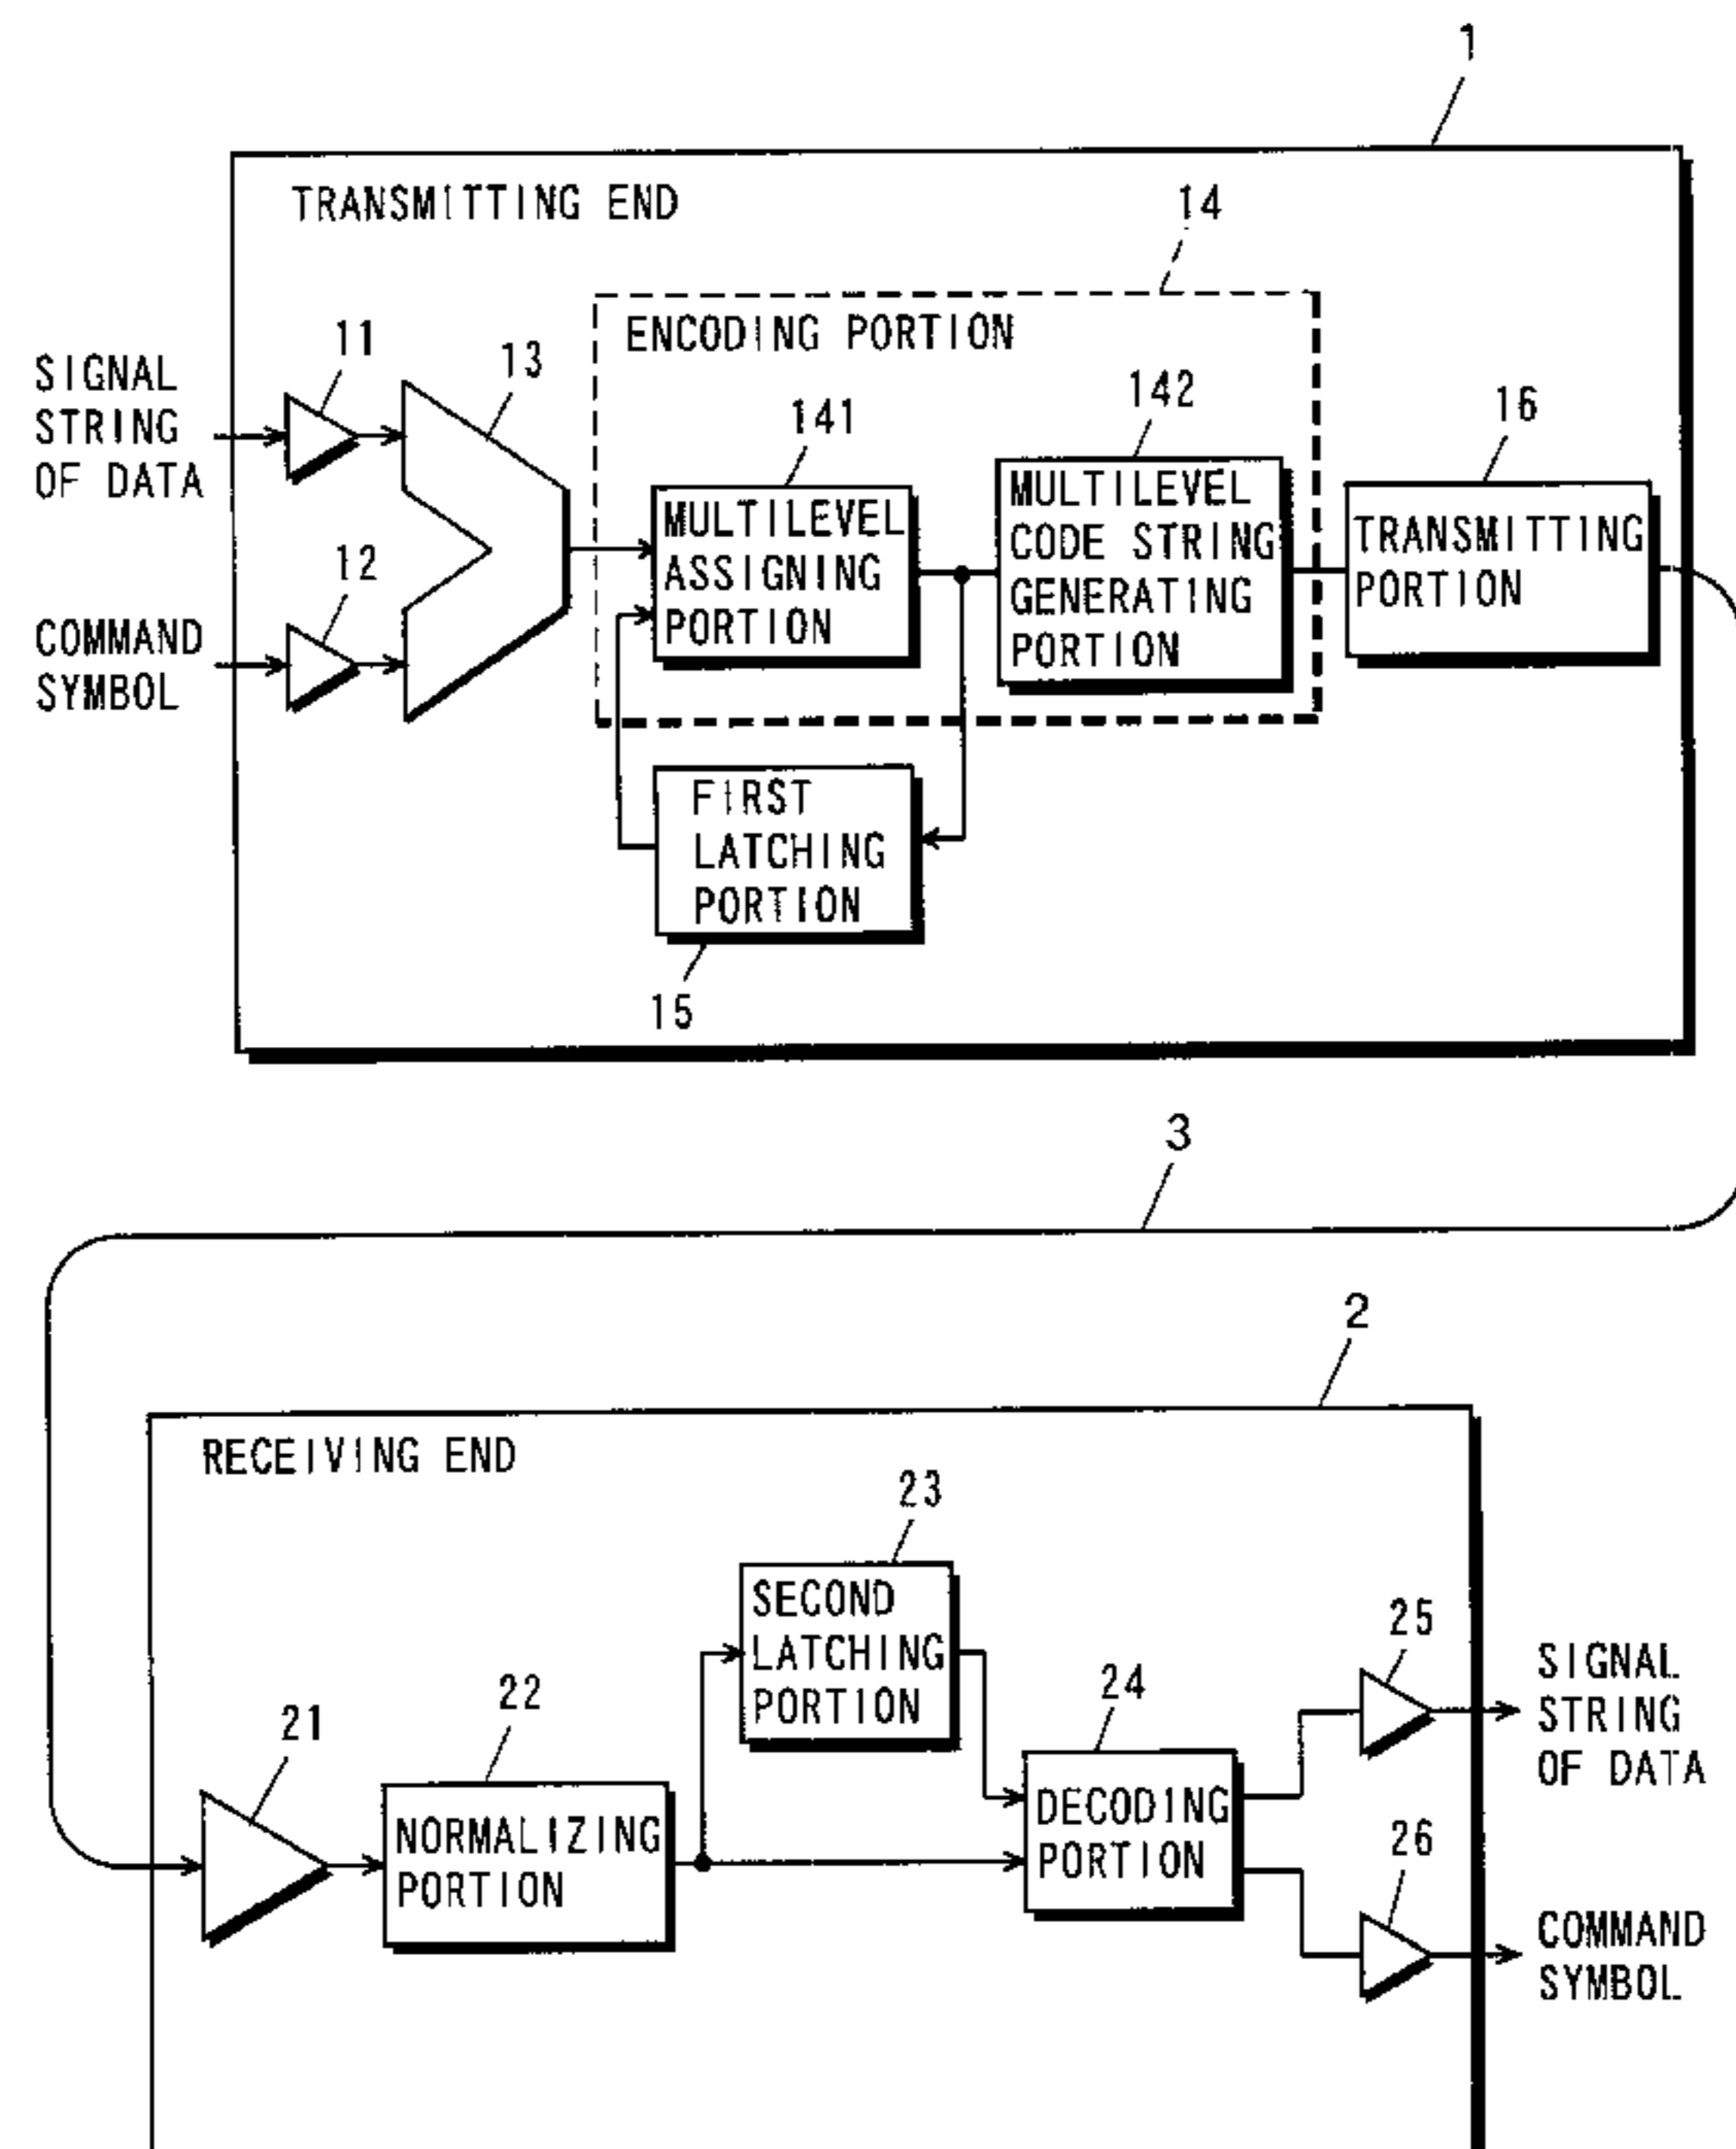 1
TRANSMITTING END
14
ENCODING PORTION
SIGNAL
STRING
OF DATA
11
13
141
142
16
MULTILEVEL
ASSIGNING
PORTION
MULTILEVEL
CODE STRING
GENERATING
PORTION
TRANSMITTING
PORTION
12
COMMAND
SYMBOL
FIRST
LATCHING
PORTION
15
3
2
RECEIVING END
23
SECOND
LATCHING
PORTION
25
SIGNAL
STRING
OF DATA
21
22
24
NORMALIZING
PORTION
DECODING
PORTION
26
COMMAND
SYMBOL